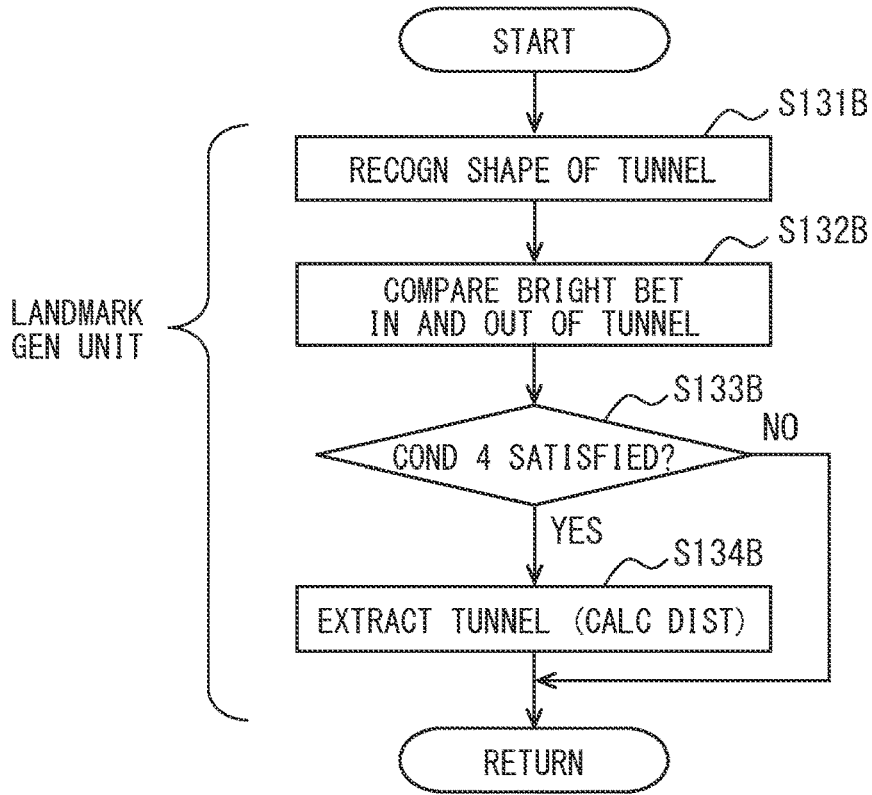 START
S131B
RECOGN SHAPE OF TUNNEL
S132B
COMPARE BRIGHT BET
IN AND OUT OF TUNNEL
LANDMARK
GEN UNIT
S133B
COND 4 SATISFIED?
NO
YES
S134B
EXTRACT TUNNEL (CALC DIST)
RETURN